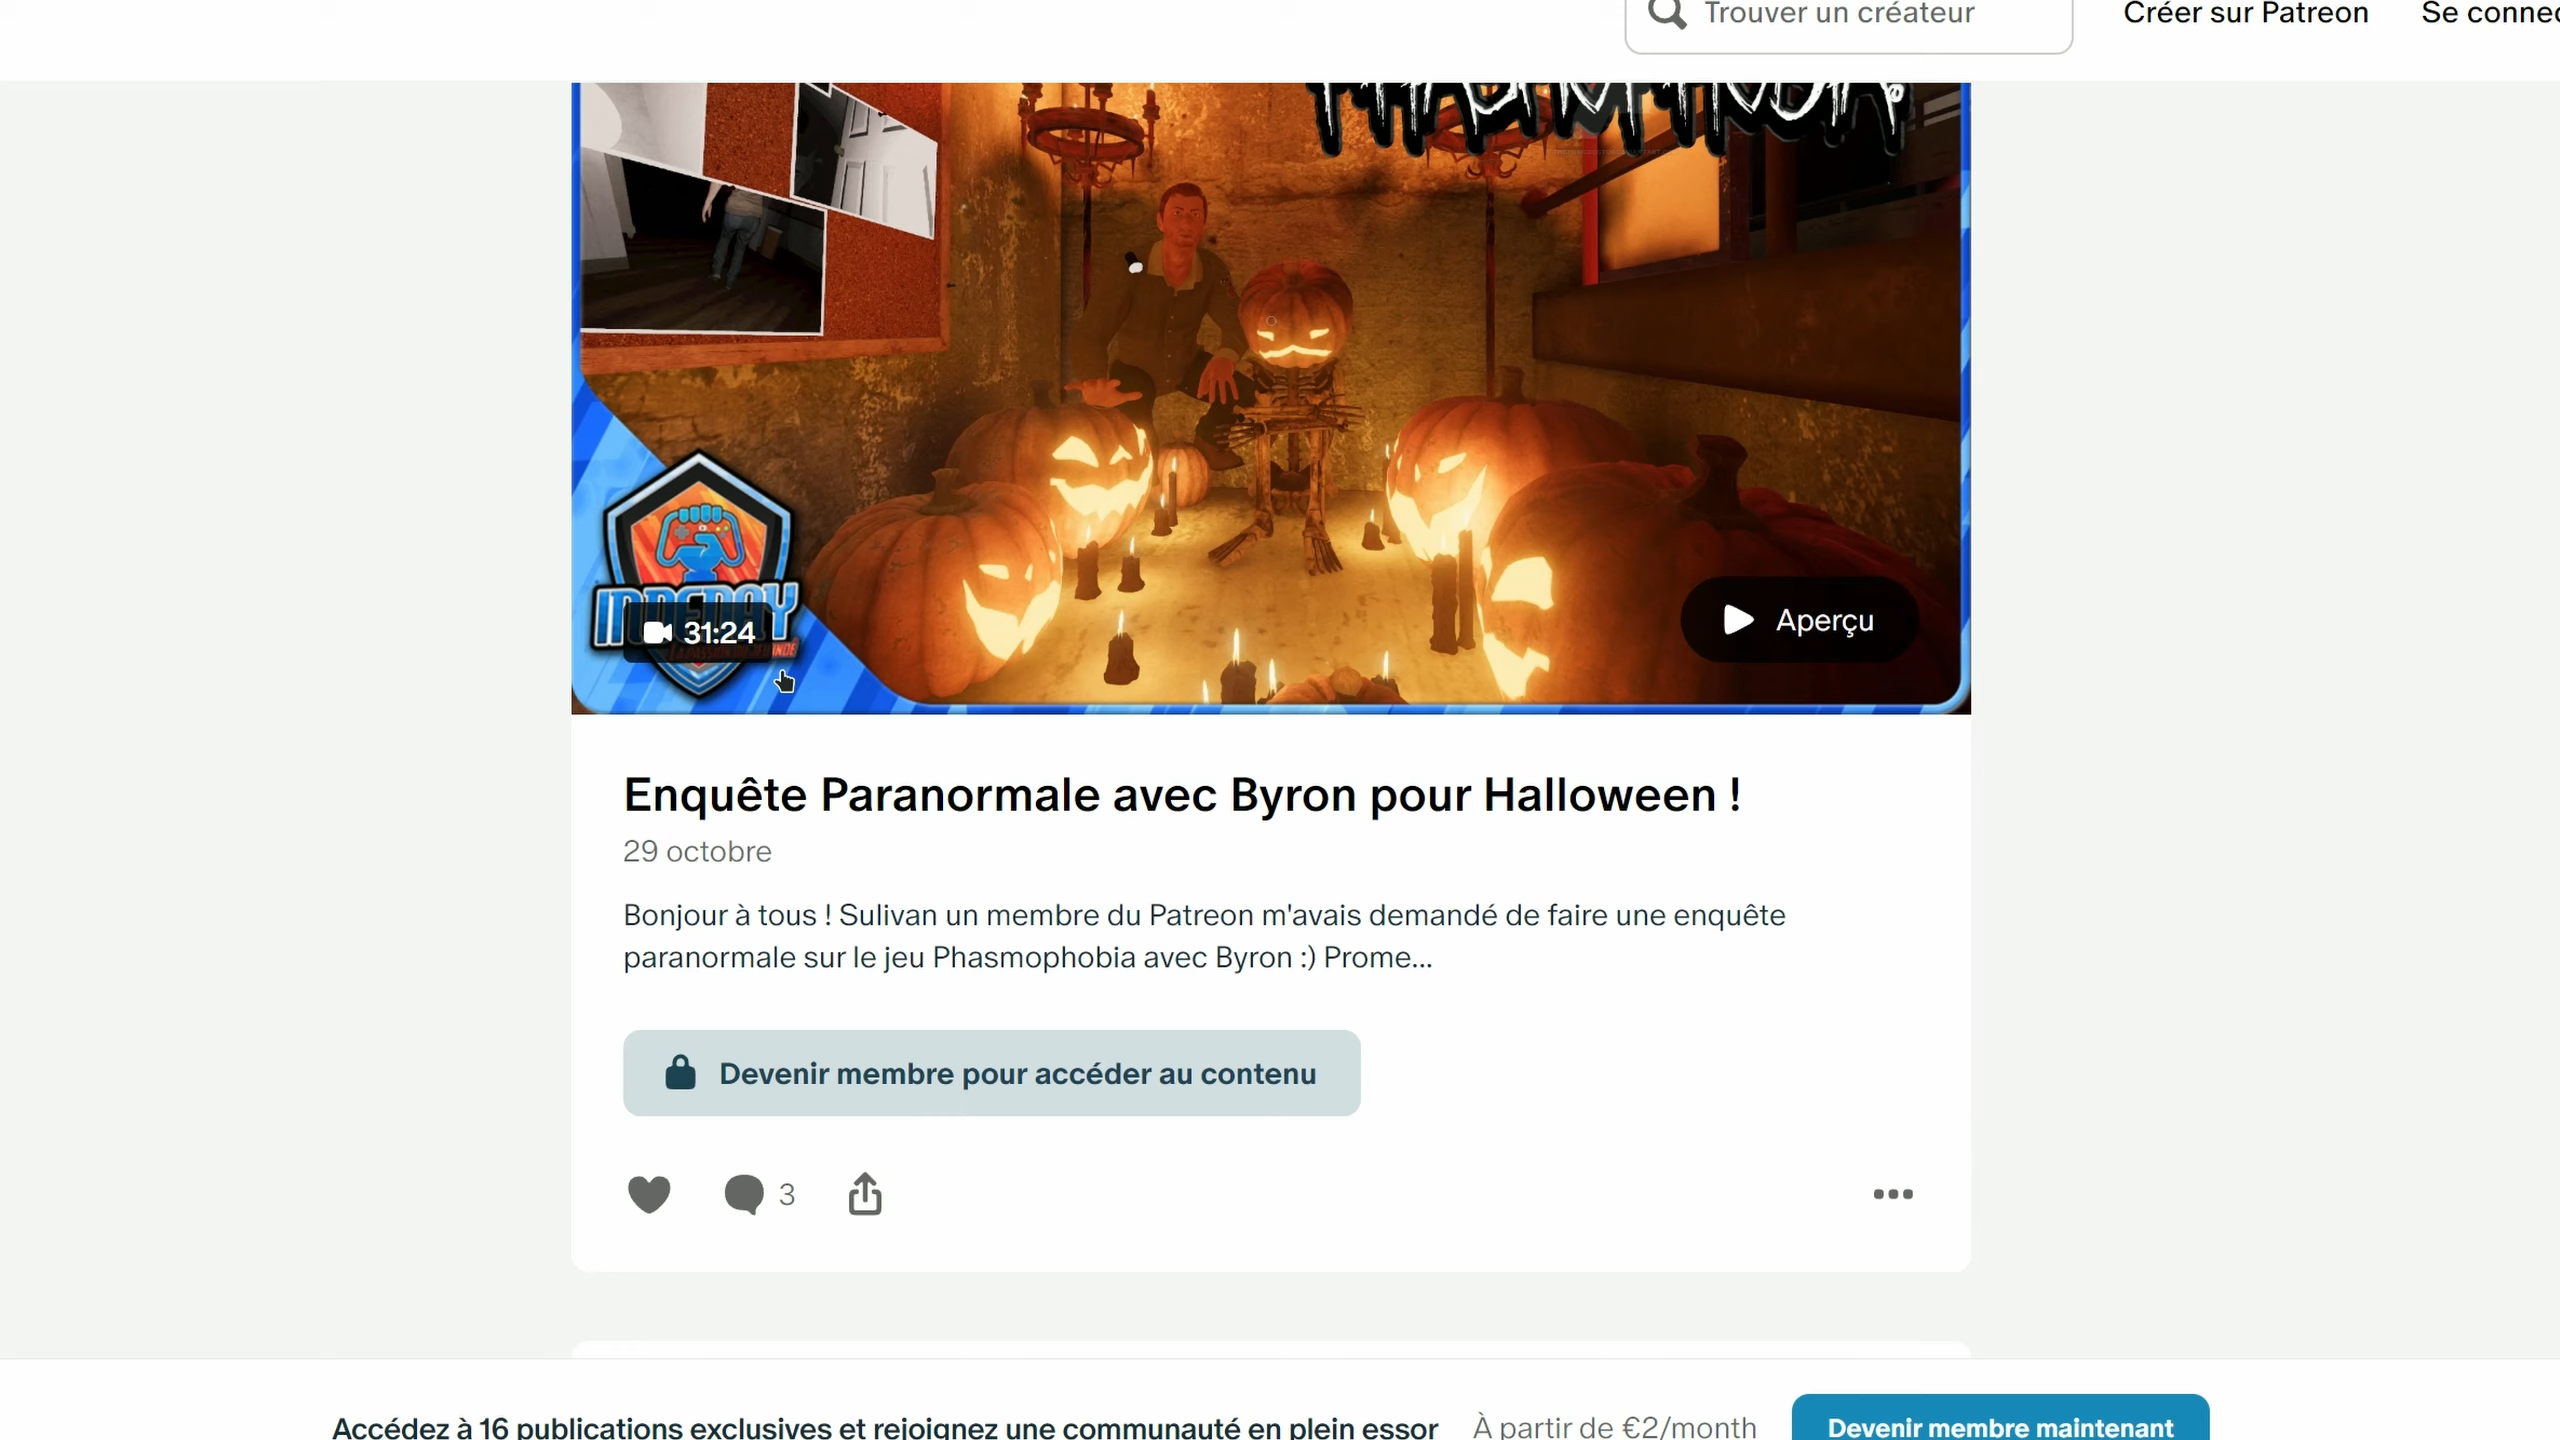 Trouver un créateur
Créer sur Patreon
Se connec
PHASMOPHOBIA
31:24
Aperçu
Enquête Paranormale avec Byron pour Halloween !
29 octobre
Bonjour à tous ! Sulivan un membre du Patreon m'avais demandé de faire une enquête
paranormale sur le jeu Phasmophobia avec Byron :) Prome...
Devenir membre pour accéder au contenu
3
Accédez à 16 publications exclusives et rejoignez une communauté en plein essor
À partir de €2/month
Devenir membre maintenant